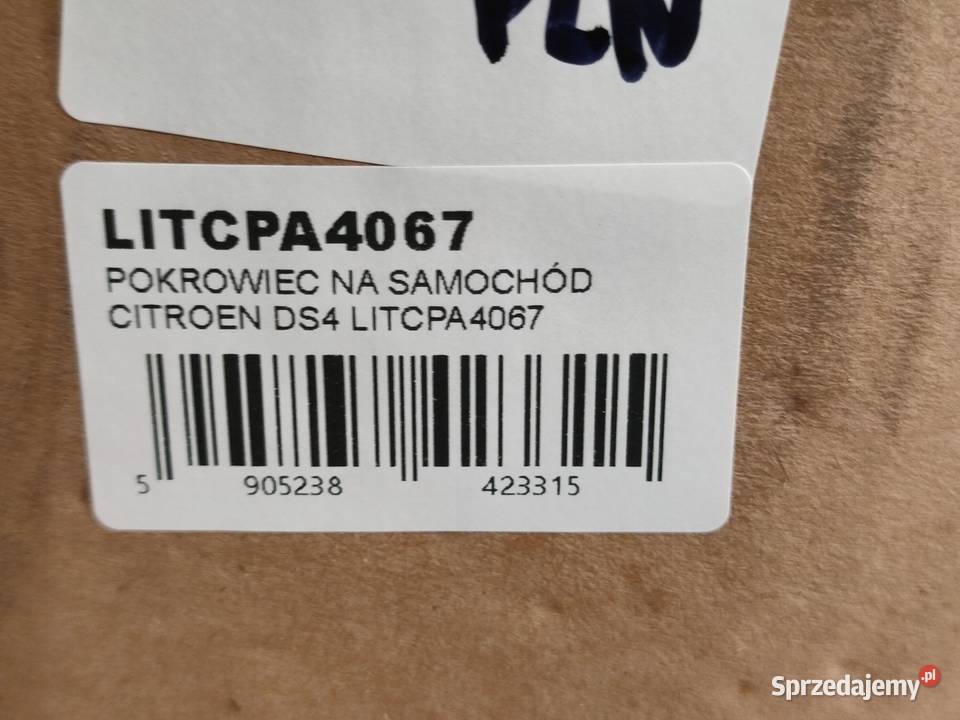 PLN
LITCPA4067
POKROWIEC NA SAMOCHÓD
CITROEN DS4 LITCPA4067
5 905238 423315
Sprzedajemy.pl